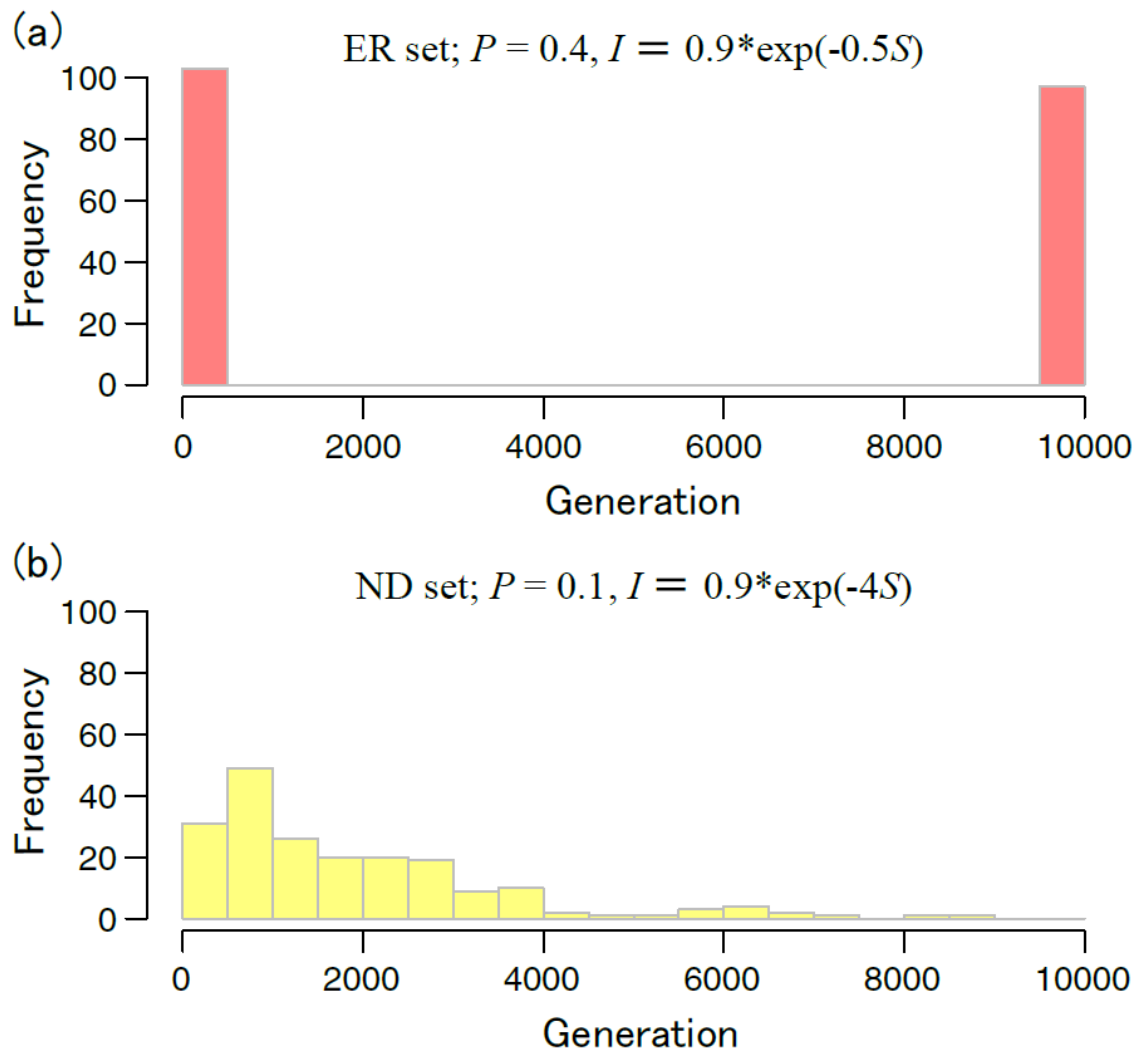 (a)
ER set; P = 0.4, I = 0.9*exp(-0.5S)
Frequency
100
80
60
40
20
0
0 2000 4000 6000 8000 10000
Generation
(b)
ND set; P = 0.1, I = 0.9*exp(-4S)
Frequency
100
80
60
40
20
0
0 2000 4000 6000 8000 10000
Generation